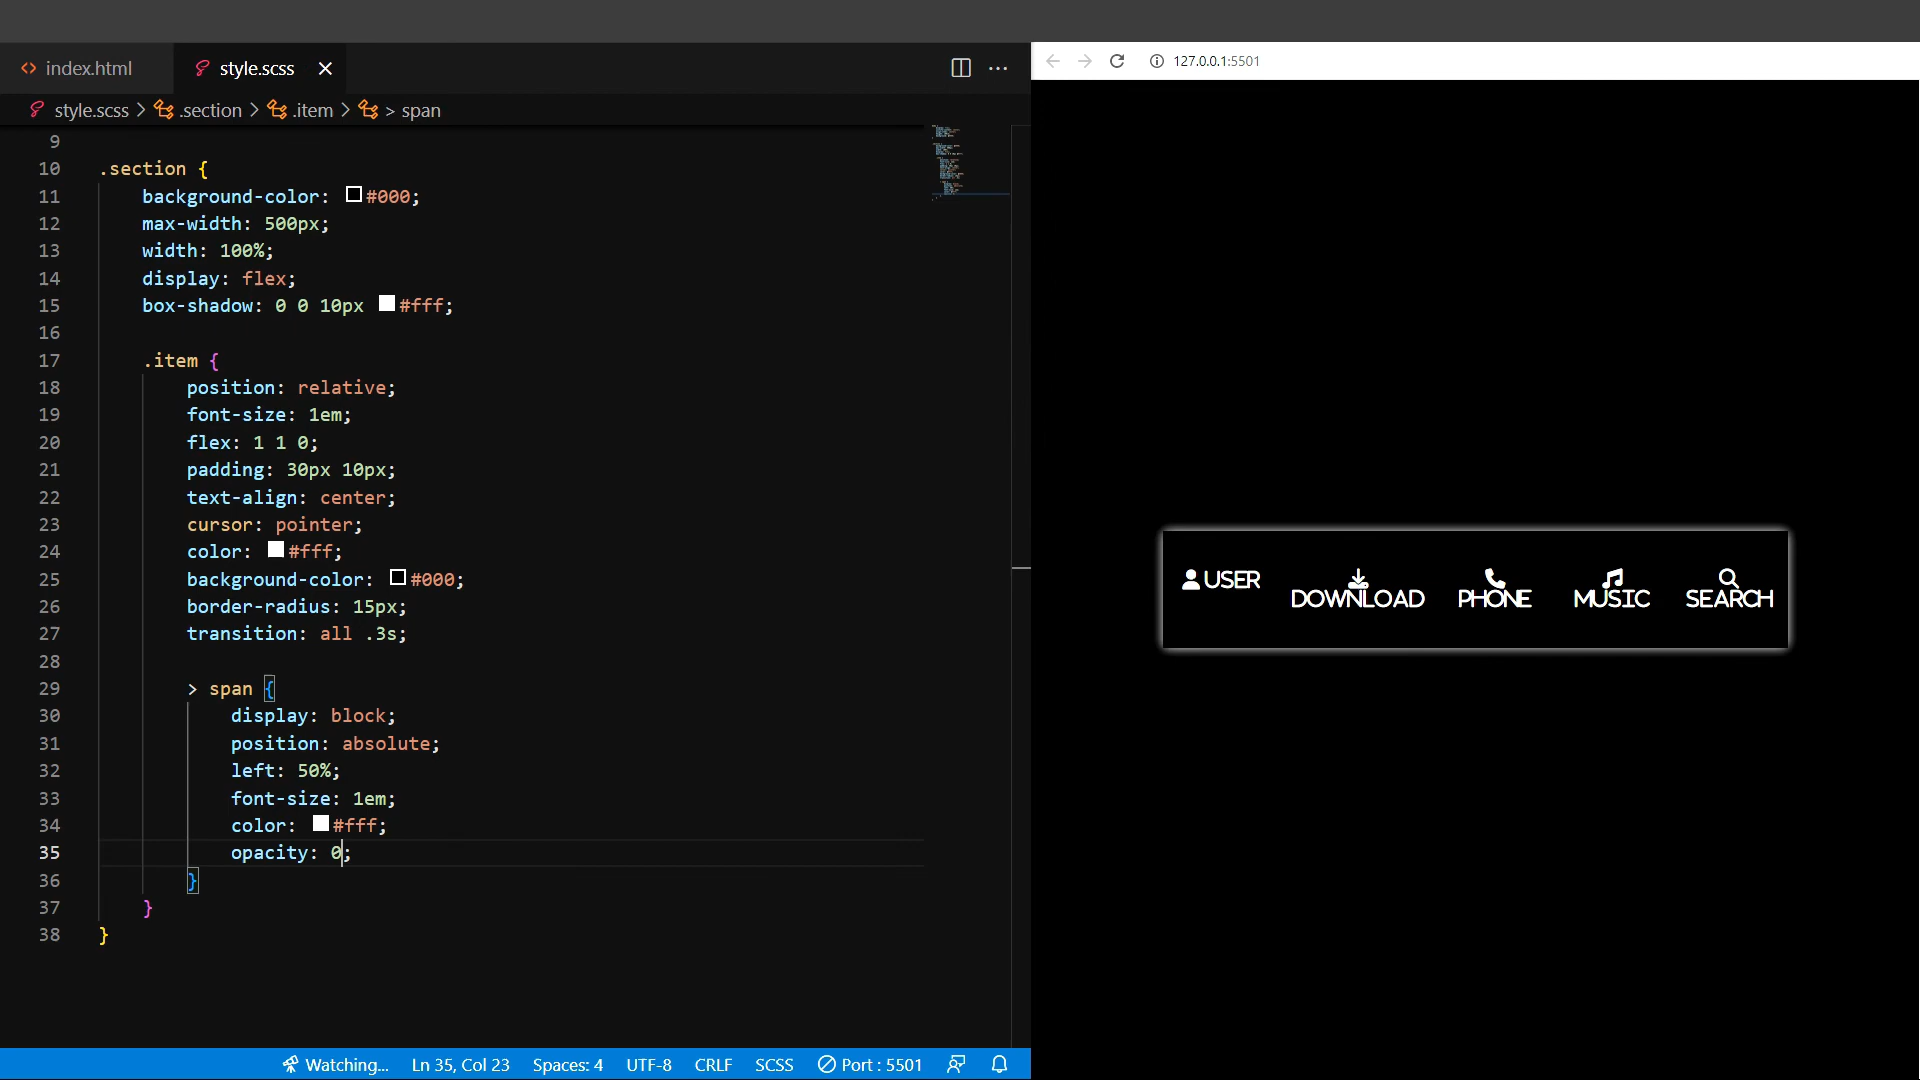 index.html
style.scss
127.0.0.1:5501
style.scss > .section > .item > > span
9
10 .section {
11 background-color: #000;
12 max-width: 500px;
13 width: 100%;
14 display: flex;
15 box-shadow: 0 0 10px #fff;
16
17 .item {
18 position: relative;
19 font-size: 1em;
20 flex: 1 1 0;
21 padding: 30px 10px;
22 text-align: center;
23 cursor: pointer;
24 color: #fff;
25 background-color: #000;
26 border-radius: 15px;
27 transition: all .3s;
28
29 > span {
30 display: block;
31 position: absolute;
32 left: 50%;
33 font-size: 1em;
34 color: #fff;
35 opacity: 0;
36 }
37 }
38 }
USER
DOWNLOAD
PHONE
MUSIC
SEARCH
Watching... Ln 35, Col 23 Spaces: 4 UTF-8 CRLF SCSS Port : 5501